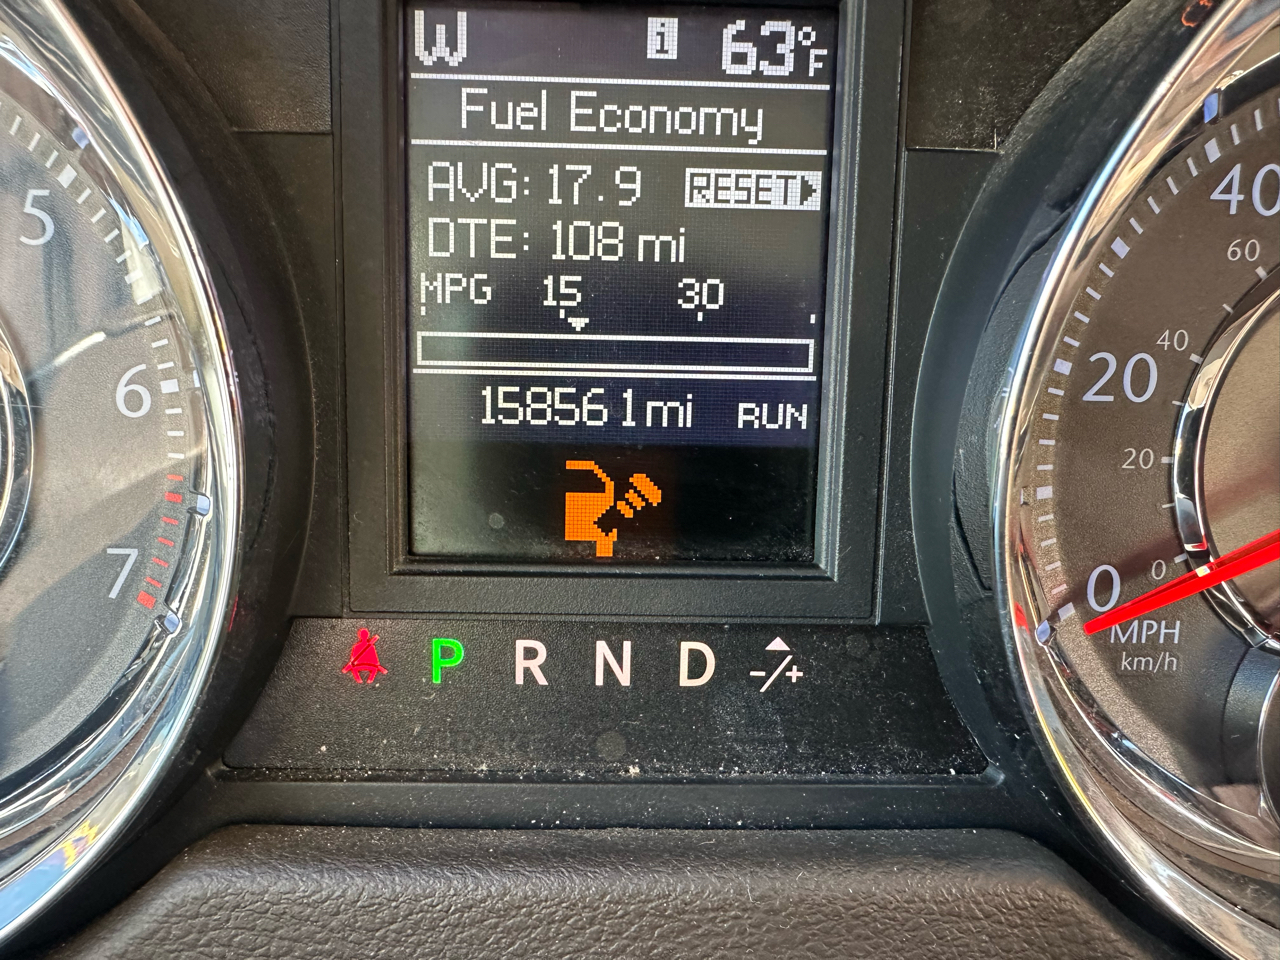 W i 63°F
Fuel Economy
AVG: 17.9 RESET
DTE: 108 mi
MPG 15 30
158561 mi RUN
5
6
7
P R N D -/+
40
60
40
20
20
0
0
MPH
km/h